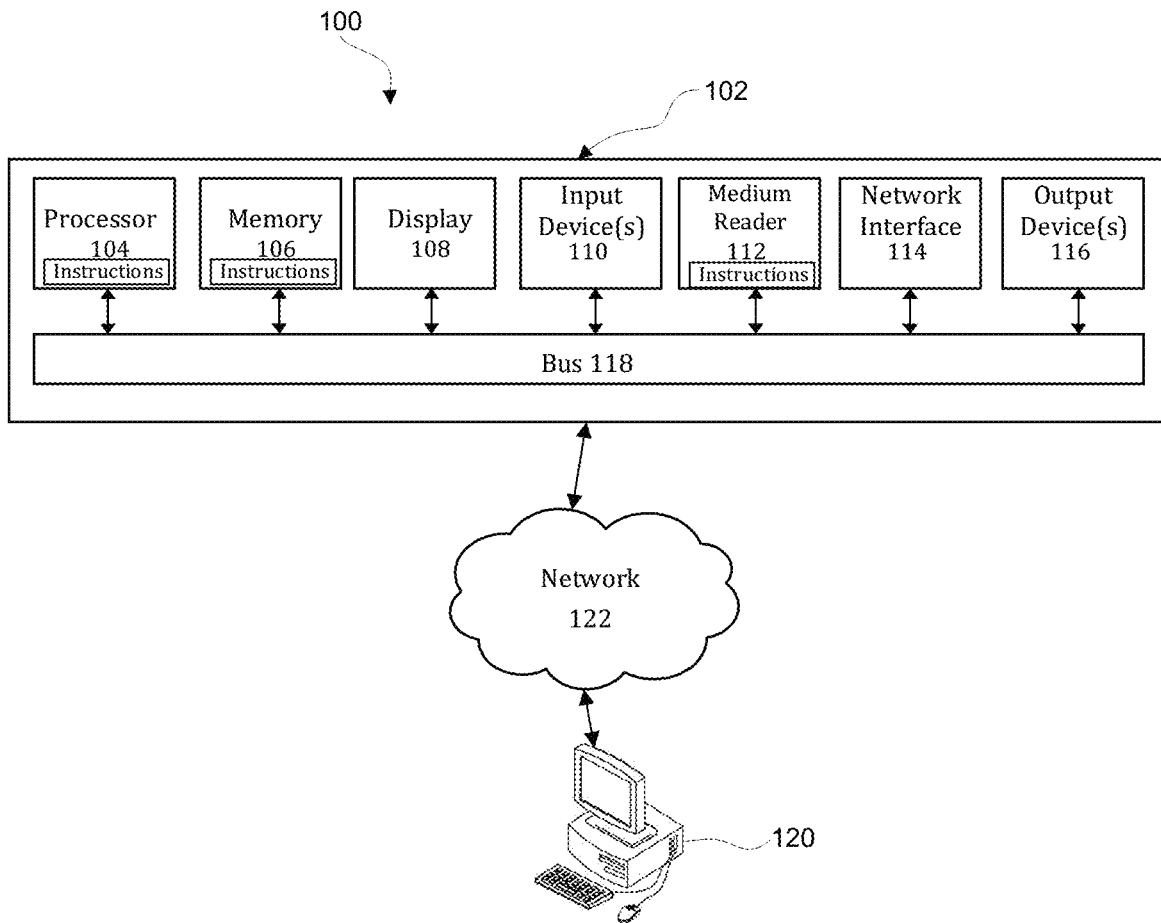 100
102
Processor
104
Instructions
Memory
106
Instructions
Display
108
Input
Device(s)
110
Medium
Reader
112
Instructions
Network
Interface
114
Output
Device(s)
116
Bus 118
Network
122
120